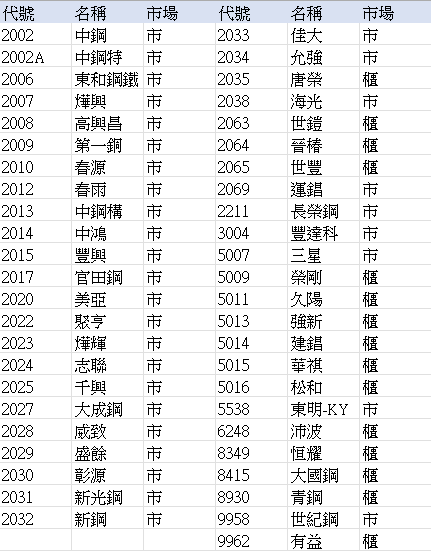 代號 名稱 市場 代號 名稱 市場
2002 中鋼 市 2033 佳大 市
2002A 中鋼特 市 2034 允強 市
2006 東和鋼鐵 市 2035 唐榮 櫃
2007 燁興 市 2038 海光 市
2008 高興昌 市 2063 世鎧 櫃
2009 第一銅 市 2064 晉椿 櫃
2010 春源 市 2065 世豐 櫃
2012 春雨 市 2069 運錩 市
2013 中鋼構 市 2211 長榮鋼 市
2014 中鴻 市 3004 豐達科 市
2015 豐興 市 5007 三星 市
2017 官田鋼 市 5009 榮剛 櫃
2020 美亞 市 5011 久陽 櫃
2022 聚亨 市 5013 強新 櫃
2023 燁輝 市 5014 建錩 櫃
2024 志聯 市 5015 華祺 櫃
2025 千興 市 5016 松和 櫃
2027 大成鋼 市 5538 東明-KY 市
2028 威致 市 6248 沛波 櫃
2029 盛餘 市 8349 恒耀 櫃
2030 彰源 市 8415 大國鋼 櫃
2031 新光鋼 市 8930 青鋼 櫃
2032 新鋼 市 9958 世紀鋼 市
9962 有益 櫃